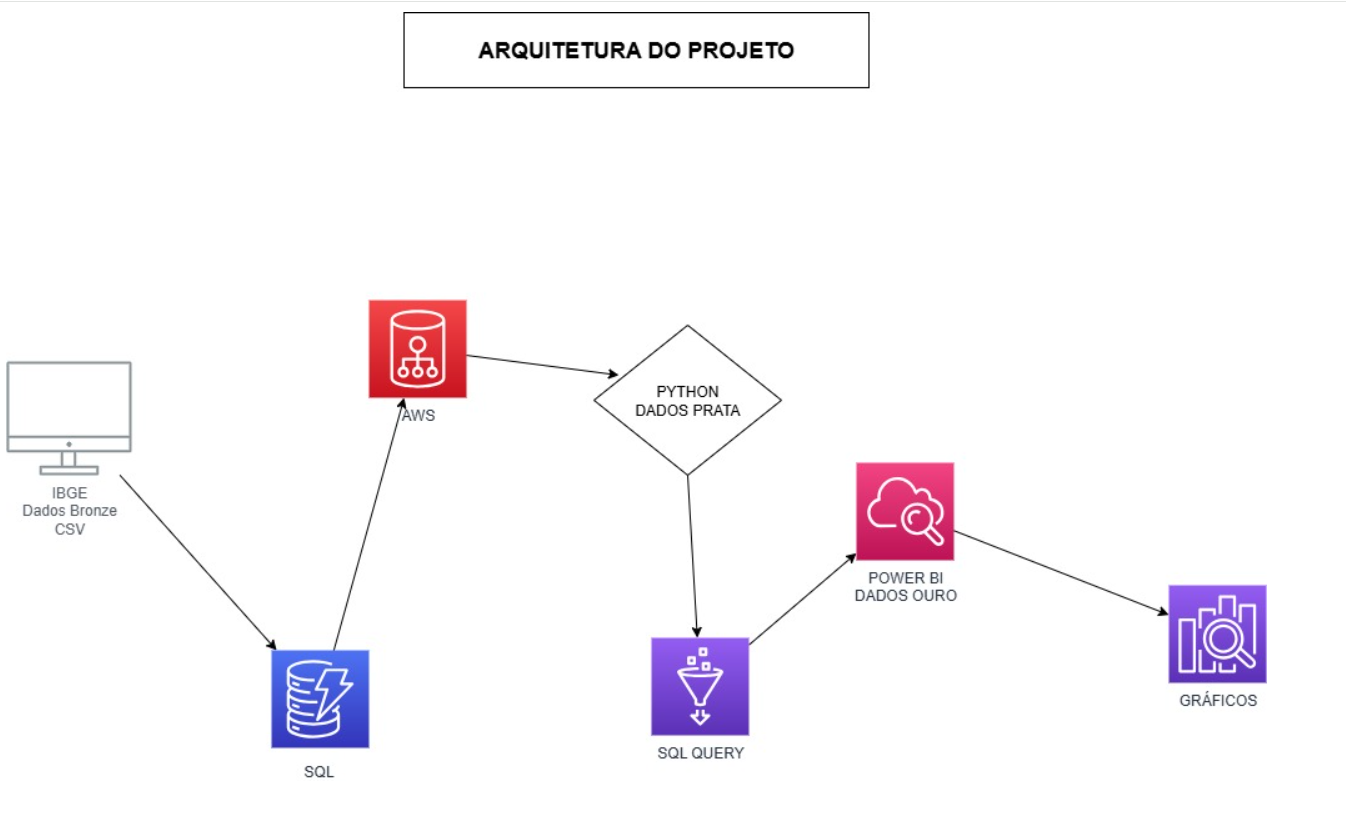 ARQUITETURA DO PROJETO
AWS
PYTHON
DADOS PRATA
IBGE
Dados Bronze
CSV
POWER BI
DADOS OURO
GRÁFICOS
SQL QUERY
SQL